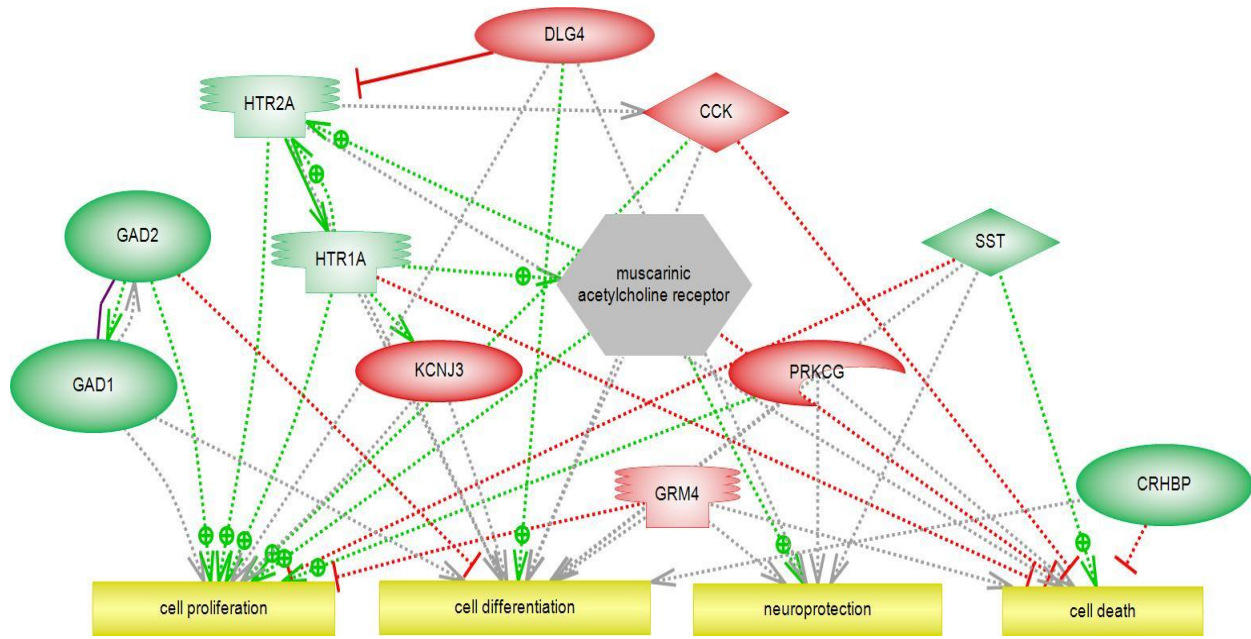 DLG4
HTR2A
CCK
GAD2
HTR1A
SST
muscarinic
acetylcholine receptor
GAD1
KCNJ3
PRKCG
GRM4
CRHBP
cell proliferation
cell differentiation
neuroprotection
cell death